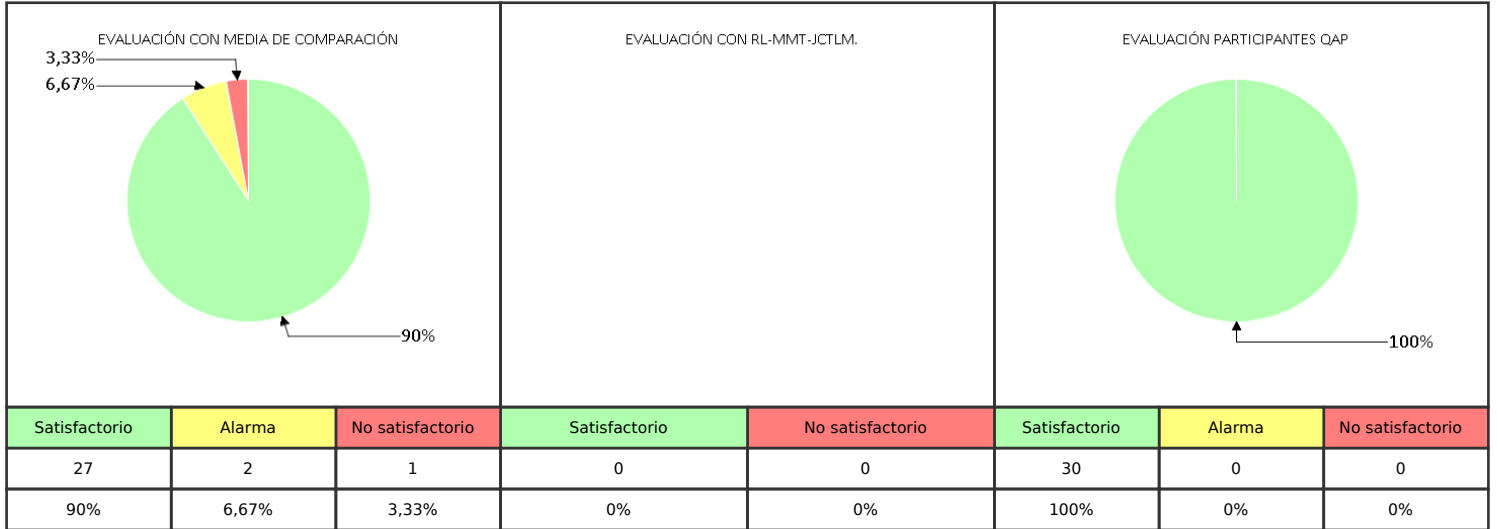 EVALUACIÓN CON MEDIA DE COMPARACIÓN
3,33%
6,67%
90%
EVALUACIÓN CON RL-MMT-JCTLM.
EVALUACIÓN PARTICIPANTES QAP
100%
Satisfactorio Alarma No satisfactorio Satisfactorio No satisfactorio Satisfactorio Alarma No satisfactorio
27 2 1 0 0 30 0 0
90% 6,67% 3,33% 0% 0% 100% 0% 0%